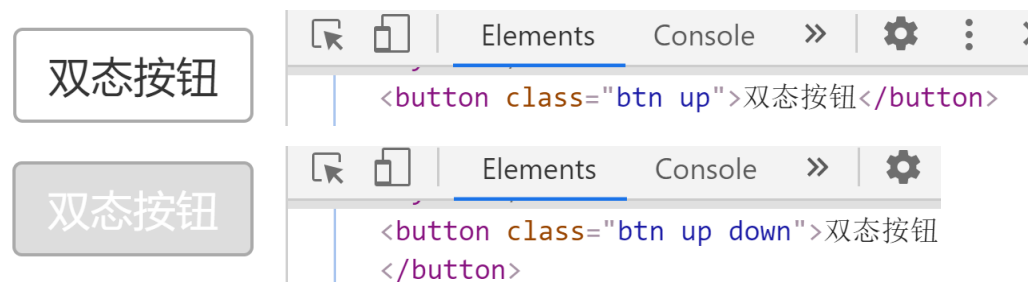 双态按钮
Elements Console »
<button class="btn up">双态按钮</button>
双态按钮
Elements Console »
<button class="btn up down">双态按钮
</button>